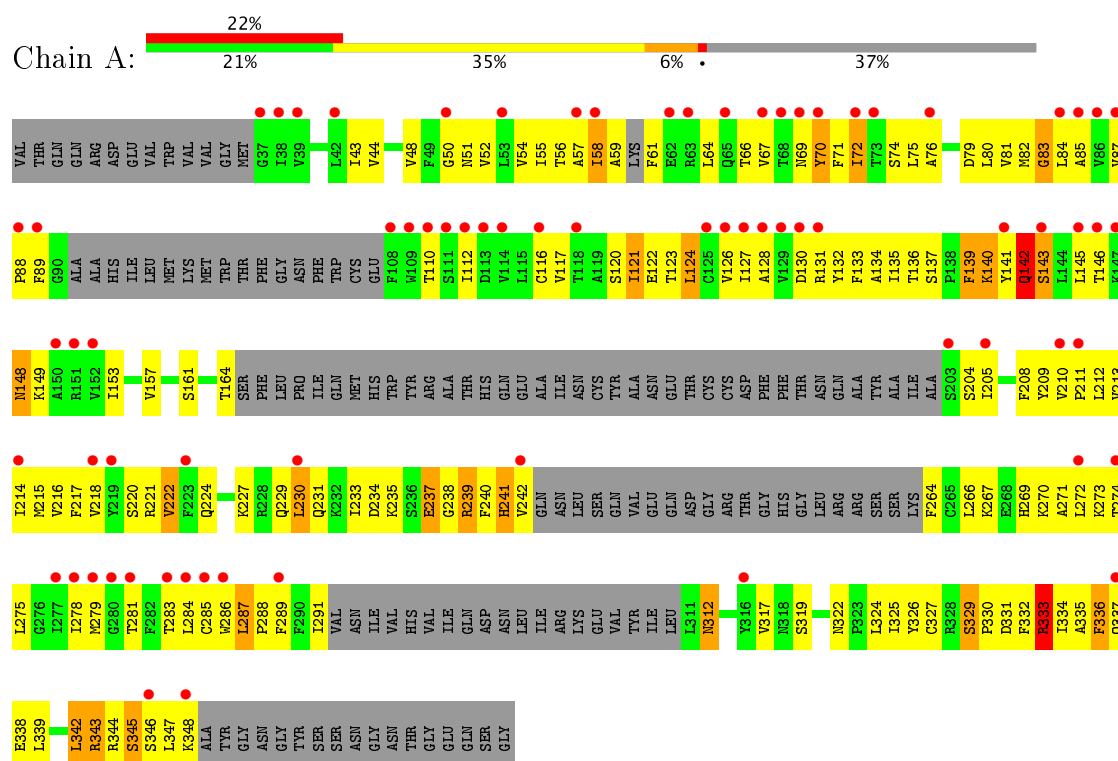 22%
Chain A:
21% 35% 6% • 37%
VAL THR GLN GLN ARG ASP GLU VAL TRP VAL VAL GLY MET G37 I38 V39 L42 I43 V44 V48 F49 G50 N51 V52 L53 V54 I55 T56 A57 I58 A59 LYS F61 E62 R63 L64 Q65 T66 V67 T68 N69 Y70 F71 I72 T73 S74 L75 A76 D79 L80 V81 M82 G83 L84 A85 V86 V87
P88 F89 G90 ALA ALA HIS ILE LEU MET LYS MET TRP THR PHE GLY ASN PHE TRP CYS GLU F108 W109 T110 S111 I112 D113 V114 L115 C116 V117 T118 A119 S120 I121 E122 T123 L124 C125 V126 I127 A128 V129 D130 R131 Y132 F133 A134 I135 T136 S137 P138 F139 K140 Y141 Q142 S143 L144 L145 T146 K147
N148 K149 A150 R151 V152 I153 V157 S161 T164 SER PHE LEU PRO ILE GLN MET HIS TRP TYR ARG ALA THR HIS GLN GLU ALA ILE ASN CYS TYR ALA ASN GLU THR CYS CYS ASP PHE PHE THR ASN GLN ALA TYR ALA ILE ALA S203 S204 I205 F208 Y209 V210 P211 L212 V213
I214 M215 V216 F217 V218 Y219 S220 R221 V222 F223 Q224 K227 R228 Q229 L230 Q231 K232 I233 D234 K235 S236 E237 G238 R239 F240 H241 V242 GLN ASN LEU SER GLN VAL GLU GLN ASP GLY ARG THR GLY HIS GLY LEU ARG ARG SER SER LYS F264 C265 L266 K267 E268 H269 K270 A271 L272 K273 T274
L275 G276 I277 I278 M279 G280 T281 F282 T283 L284 C285 W286 L287 P288 F289 F290 I291 VAL ASN ILE VAL HIS VAL ILE GLN ASP ASN LEU ILE ARG LYS GLU VAL TYR ILE LEU L311 N312 Y316 V317 N318 S319 N322 P323 L324 I325 Y326 C327 R328 S329 P330 D331 F332 R333 I334 A335 F336 Q337
E338 L339 L342 R343 R344 S345 S346 L347 K348 ALA TYR GLY ASN GLY TYR SER SER ASN GLY ASN THR GLY GLU GLN SER GLY